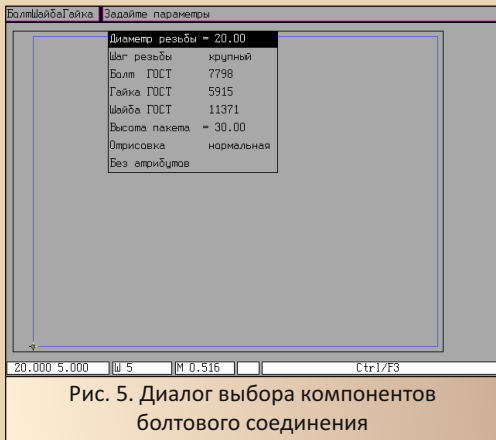 БолтШайбаГайка Задайте параметры
Диаметр резьбы = 20.00
Шаг резьбы крупный
Болт ГОСТ 7798
Гайка ГОСТ 5915
Шайба ГОСТ 11371
Высота пакета = 30.00
Отрисовка нормальная
Без атрибутов
20.000 5.000 Ш 5 М 0.516 Ctrl/F3
Рис. 5. Диалог выбора компонентов
болтового соединения